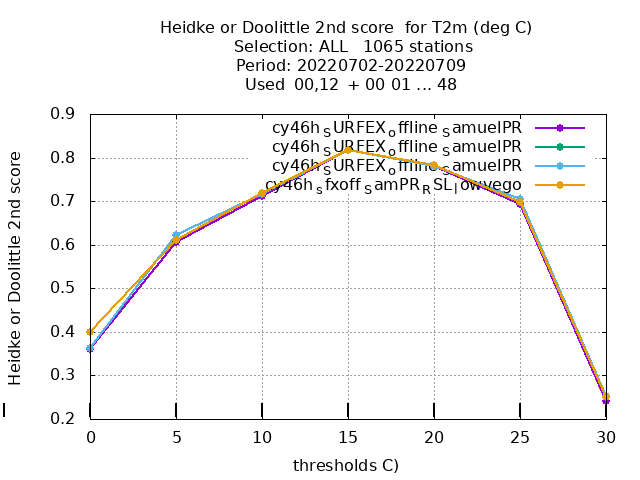 Heidke or Doolittle 2nd score for T2m (deg C)
Selection: ALL 1065 stations
Period: 20220702-20220709
Used 00,12 + 00 01 ... 48
Heidke or Doolittle 2nd score
0.9
0.8
0.7
0.6
0.5
0.4
0.3
0.2
cy46h_SURFEX_offline_SamuelPR
cy46h_SURFEX_offline_SamuelPR
cy46h_SURFEX_offline_SamuelPR
cy46h_sfxoff_samPR_RSL_lowvego
0 5 10 15 20 25 30
thresholds C)